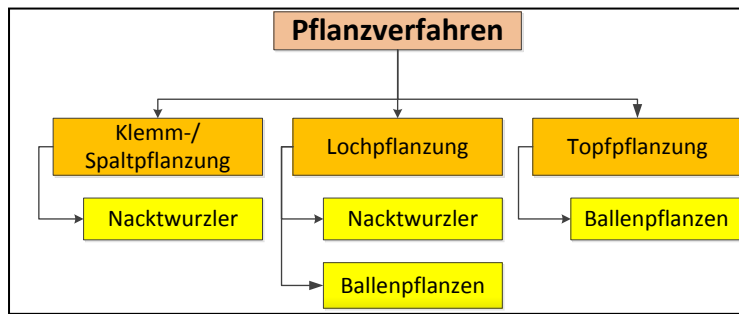 Pflanzverfahren
Klemm-/
Spaltpflanzung
Lochpflanzung
Topfpflanzung
Nacktwurzler
Nacktwurzler
Ballenpflanzen
Ballenpflanzen